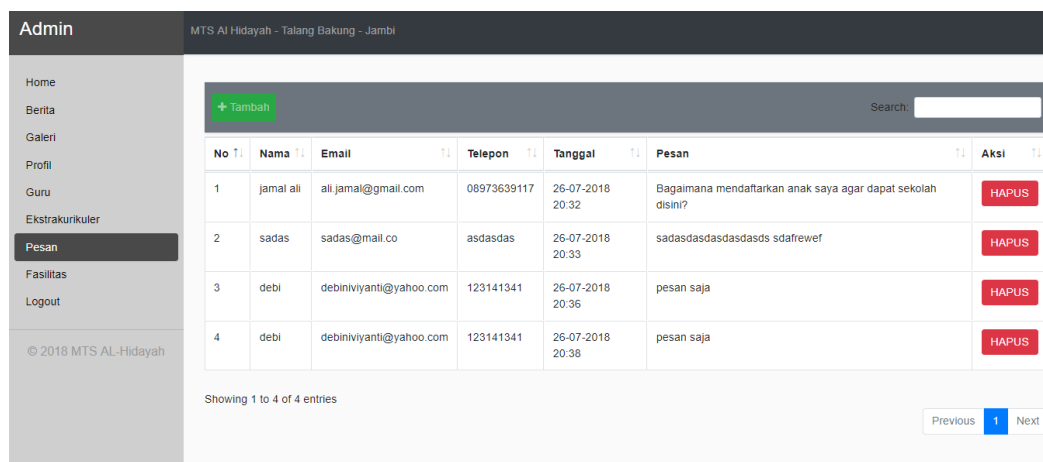 Admin
MTS Al Hidayah - Talang Bakung - Jambi
Home
Berita
Galeri
Profil
Guru
Ekstrakurikuler
Pesan
Fasilitas
Logout
© 2018 MTS AL-Hidayah
+ Tambah
Search:
No Nama Email Telepon Tanggal Pesan Aksi
1 jamal ali ali.jamal@gmail.com 08973639117 26-07-2018 Bagaimana mendaftarkan anak saya agar dapat sekolah HAPUS
20:32 disini?
2 sadas sadas@mail.co asdasdas 26-07-2018 sadasdasdasdasdasds sdafrewef HAPUS
20:33
3 debi debiniviyanti@yahoo.com 123141341 26-07-2018 pesan saja HAPUS
20:36
4 debi debiniviyanti@yahoo.com 123141341 26-07-2018 pesan saja HAPUS
20:38
Showing 1 to 4 of 4 entries
Previous 1 Next